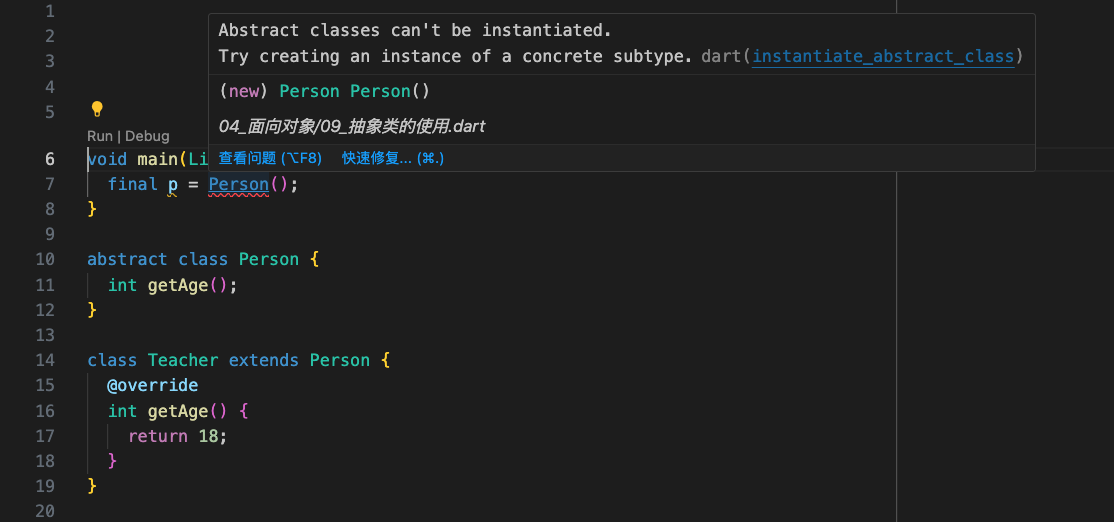 1
2
3
4
5
Abstract classes can't be instantiated.
Try creating an instance of a concrete subtype. dart(instantiate_abstract_class)
(new) Person Person()
04_面向对象/09_抽象类的使用.dart
查看问题 (⌥F8) 快速修复... (⌘.)
Run | Debug
6 void main(Li
7 final p = Person();
8 }
9
10 abstract class Person {
11 int getAge();
12 }
13
14 class Teacher extends Person {
15 @override
16 int getAge() {
17 return 18;
18 }
19 }
20